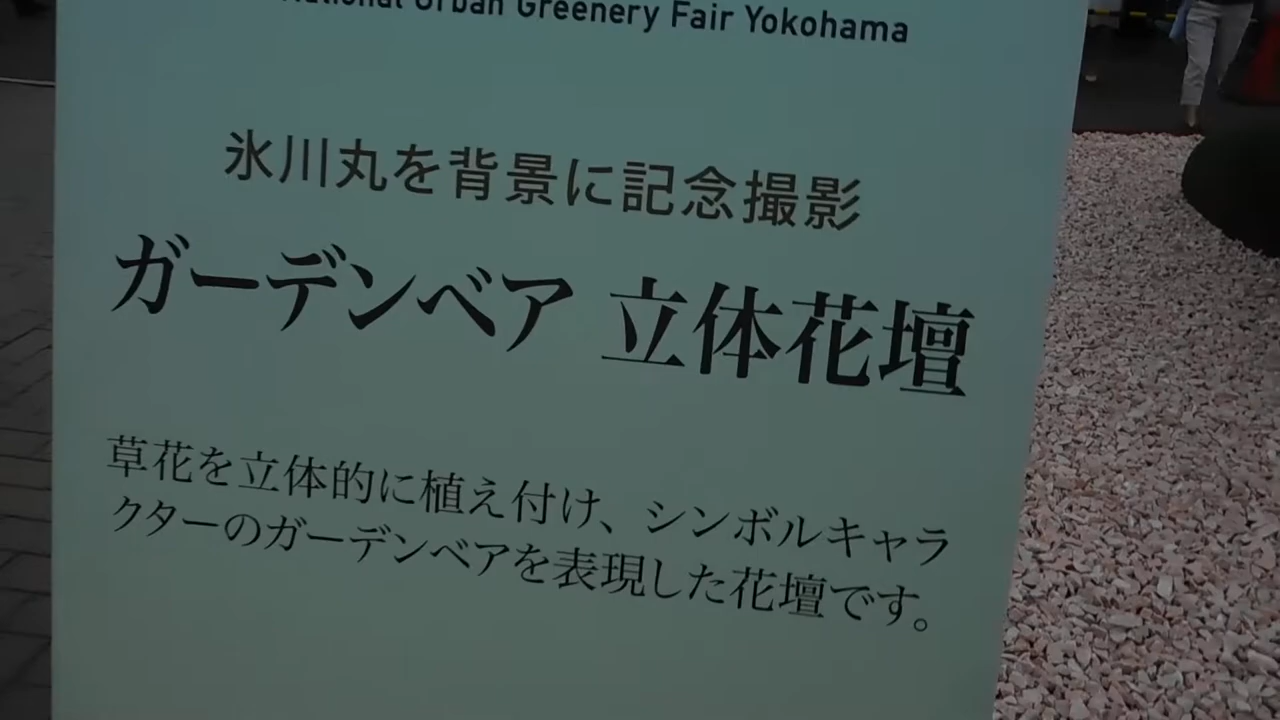 National Urban Greenery Fair Yokohama
氷川丸を背景に記念撮影
ガーデンベア 立体花壇
草花を立体的に植え付け、シンボルキャラ
クターのガーデンベアを表現した花壇です。